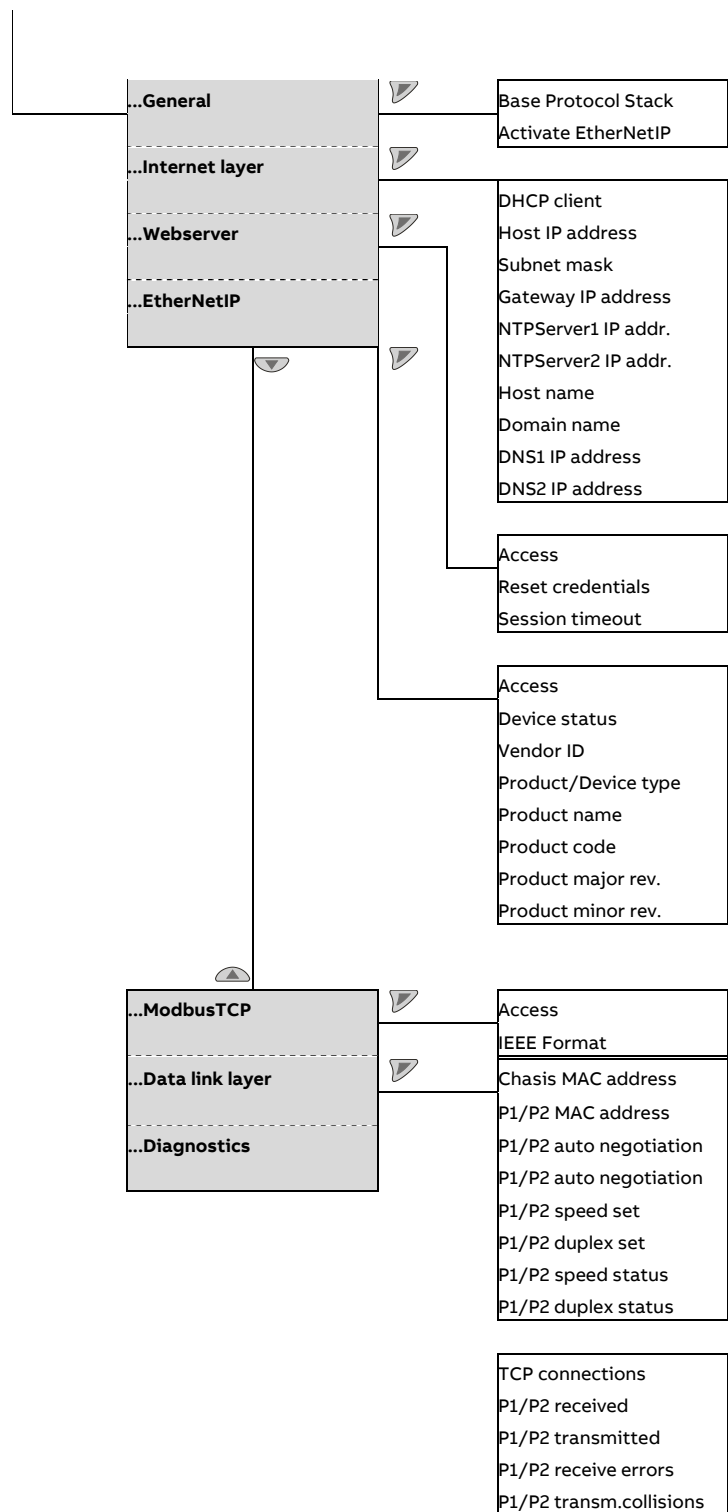 ...General
Base Protocol Stack
Activate EtherNetIP
...Internet layer
DHCP client
Host IP address
Subnet mask
Gateway IP address
NTPServer1 IP addr.
NTPServer2 IP addr.
Host name
Domain name
DNS1 IP address
DNS2 IP address
...Webserver
Access
Reset credentials
Session timeout
...EtherNetIP
Access
Device status
Vendor ID
Product/Device type
Product name
Product code
Product major rev.
Product minor rev.
...ModbusTCP
Access
IEEE Format
...Data link layer
Chasis MAC address
P1/P2 MAC address
P1/P2 auto negotiation
P1/P2 auto negotiation
P1/P2 speed set
P1/P2 duplex set
P1/P2 speed status
P1/P2 duplex status
...Diagnostics
TCP connections
P1/P2 received
P1/P2 transmitted
P1/P2 receive errors
P1/P2 transm.collisions